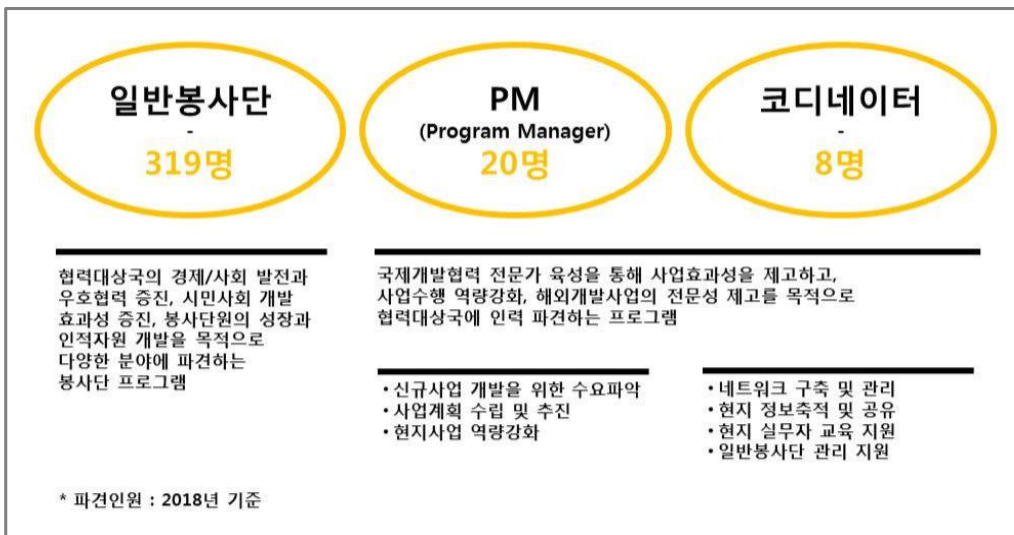 일반봉사단
-
319명
PM
(Program Manager)
20명
코디네이터
-
8명
협력대상국의 경제/사회 발전과
우호협력 증진, 시민사회 개발
효과성 증진, 봉사단원의 성장과
인적자원 개발을 목적으로
다양한 분야에 파견하는
봉사단 프로그램
국제개발협력 전문가 육성을 통해 사업효과성을 제고하고,
사업수행 역량강화, 해외개발사업의 전문성 제고를 목적으로
협력대상국에 인력 파견하는 프로그램
• 신규사업 개발을 위한 수요파악
• 사업계획 수립 및 추진
• 현지사업 역량강화
• 네트워크 구축 및 관리
• 현지 정보축적 및 공유
• 현지 실무자 교육 지원
• 일반봉사단 관리 지원
* 파견인원 : 2018년 기준